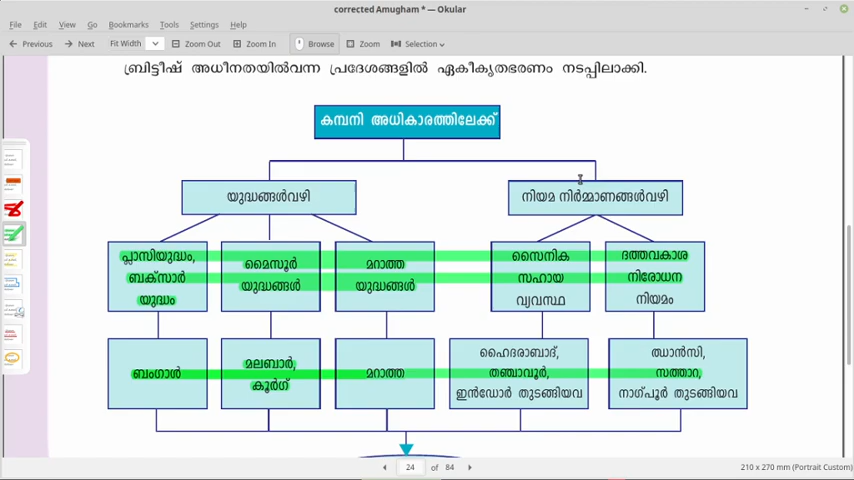 corrected Amugham * — Okular
File Edit View Go Bookmarks Tools Settings Help
Previous Next Fit Width Zoom Out Zoom In Browse Zoom Selection
ബ്രിട്ടീഷ് അധീനതയിൽവന്ന പ്രദേശങ്ങളിൽ ഏകീകൃതഭരണം നടപ്പിലാക്കി.
കമ്പനി അധികാരത്തിലേക്ക്
യുദ്ധങ്ങൾവഴി
നിയമ നിർമ്മാണങ്ങൾവഴി
പ്ലാസിയുദ്ധം,
ബക്സാർ
യുദ്ധം
മൈസൂർ
യുദ്ധങ്ങൾ
മറാത്ത
യുദ്ധങ്ങൾ
സൈനിക
സഹായ
വ്യവസ്ഥ
ദത്തവകാശ
നിരോധന
നിയമം
ബംഗാൾ
മലബാർ,
കൂർഗ്
മറാത്ത
ഹൈദരാബാദ്,
തഞ്ചാവൂർ,
ഇൻഡോർ തുടങ്ങിയവ
ഝാൻസി,
സത്താറ,
നാഗ്പൂർ തുടങ്ങിയവ
24 of 84
210 x 270 mm (Portrait Custom)